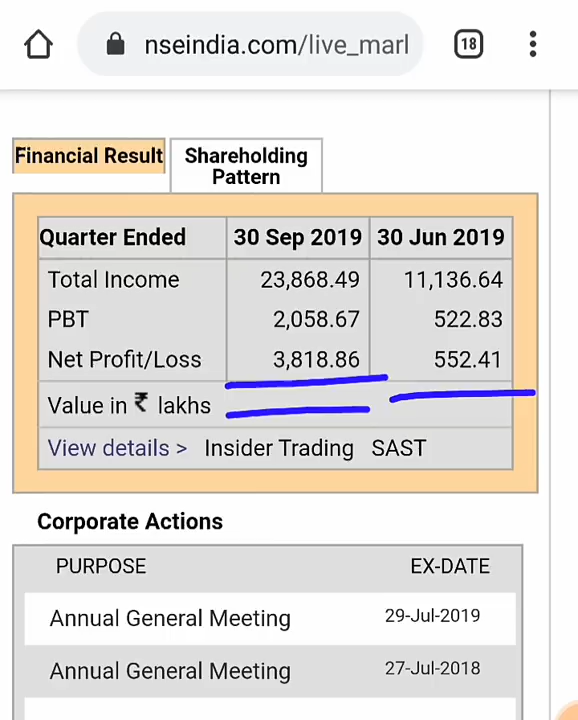 nseindia.com/live_marl
18
Financial Result
Shareholding
Pattern
Quarter Ended 30 Sep 2019 30 Jun 2019
Total Income 23,868.49 11,136.64
PBT 2,058.67 522.83
Net Profit/Loss 3,818.86 552.41
Value in ₹ lakhs
View details > Insider Trading SAST
Corporate Actions
PURPOSE EX-DATE
Annual General Meeting 29-Jul-2019
Annual General Meeting 27-Jul-2018